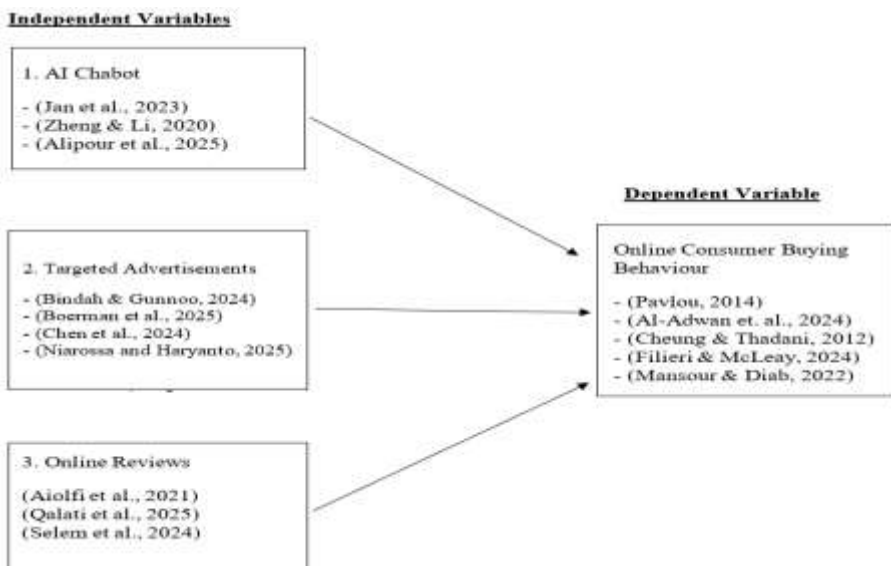 Independent Variables
1. AI Chabot
- (Jan et al., 2023)
- (Zheng & Li, 2020)
- (Alipour et al., 2025)
2. Targeted Advertisements
- (Bindah & Gunnoo, 2024)
- (Boerman et al., 2025)
- (Chen et al., 2024)
- (Niarossa and Haryanto, 2025)
3. Online Reviews
(Aiolfi et al., 2021)
(Qalati et al., 2025)
(Selem et al., 2024)
Dependent Variable
Online Consumer Buying
Behaviour
- (Pavlou, 2014)
- (Al-Adwan et. al., 2024)
- (Cheung & Thadani, 2012)
- (Filieri & McLeay, 2024)
- (Mansour & Diab, 2022)